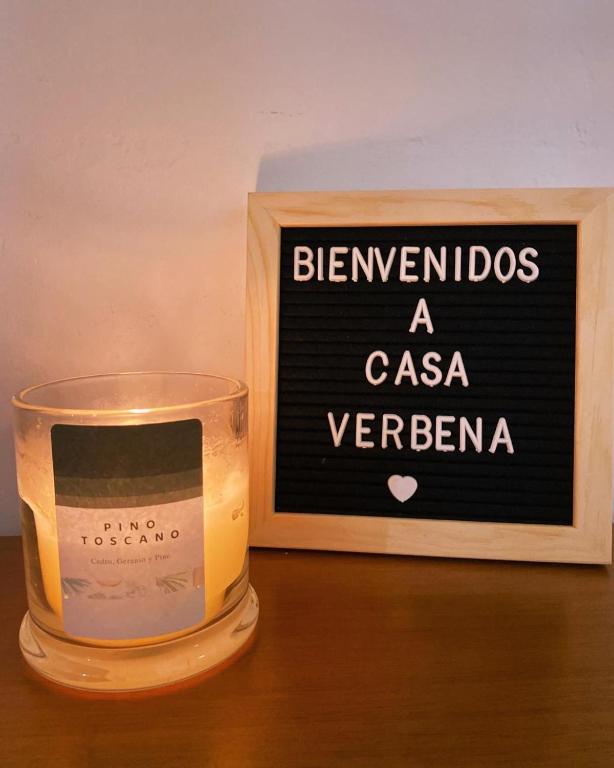 BIENVENIDOS
A
CASA
VERBENA
PINO
TOSCANO
Cedro, Geranio y Pino